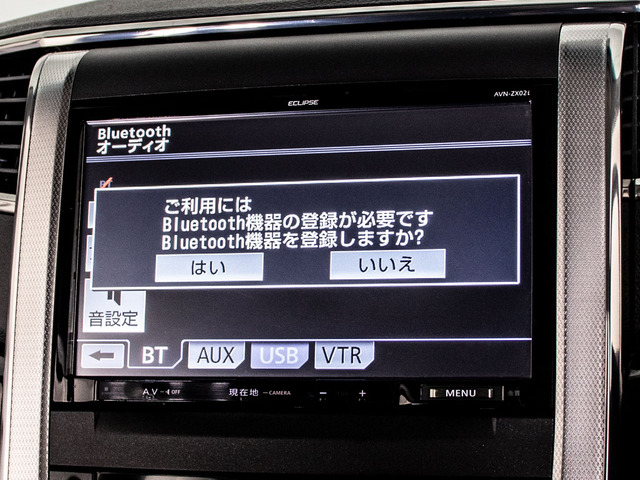 ECLIPSE
Bluetooth
オーディオ
ご利用には
Bluetooth機器の登録が必要です
Bluetooth機器を登録しますか?
はい
いいえ
音設定
BT
AUX
USB
VTR
A.V
OFF
現在地
CAMERA
− +
MENU